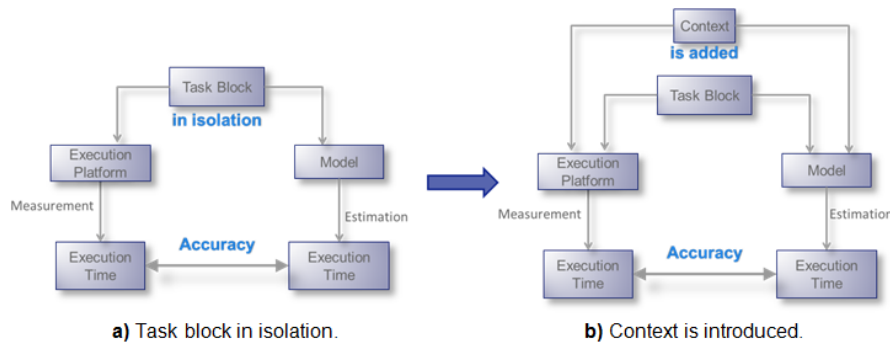 Task Block
in isolation
Execution
Platform
Model
Measurement
Estimation
Execution
Time
Accuracy
Execution
Time
a) Task block in isolation.
Context
is added
Task Block
Execution
Platform
Model
Measurement
Estimation
Execution
Time
Accuracy
Execution
Time
b) Context is introduced.